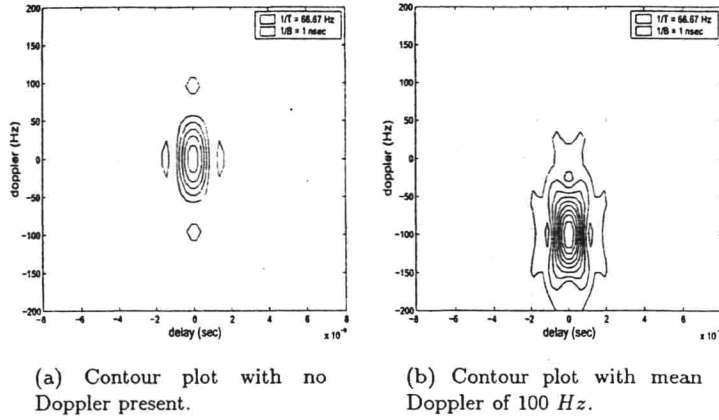 1/T = 66.67 Hz
1/B = 1 nsec
200
150
100
50
0
-50
-100
-150
-200
doppler (Hz)
-8 -6 -4 -2 0 2 4 6 8
delay (sec)
(a) Contour plot with no
Doppler present.
1/T = 66.67 Hz
1/B = 1 nsec
200
150
100
50
0
-50
-100
-150
-200
doppler (Hz)
-8 -6 -4 -2 0 2 4 6 8
delay (sec)
(b) Contour plot with mean
Doppler of 100 Hz.